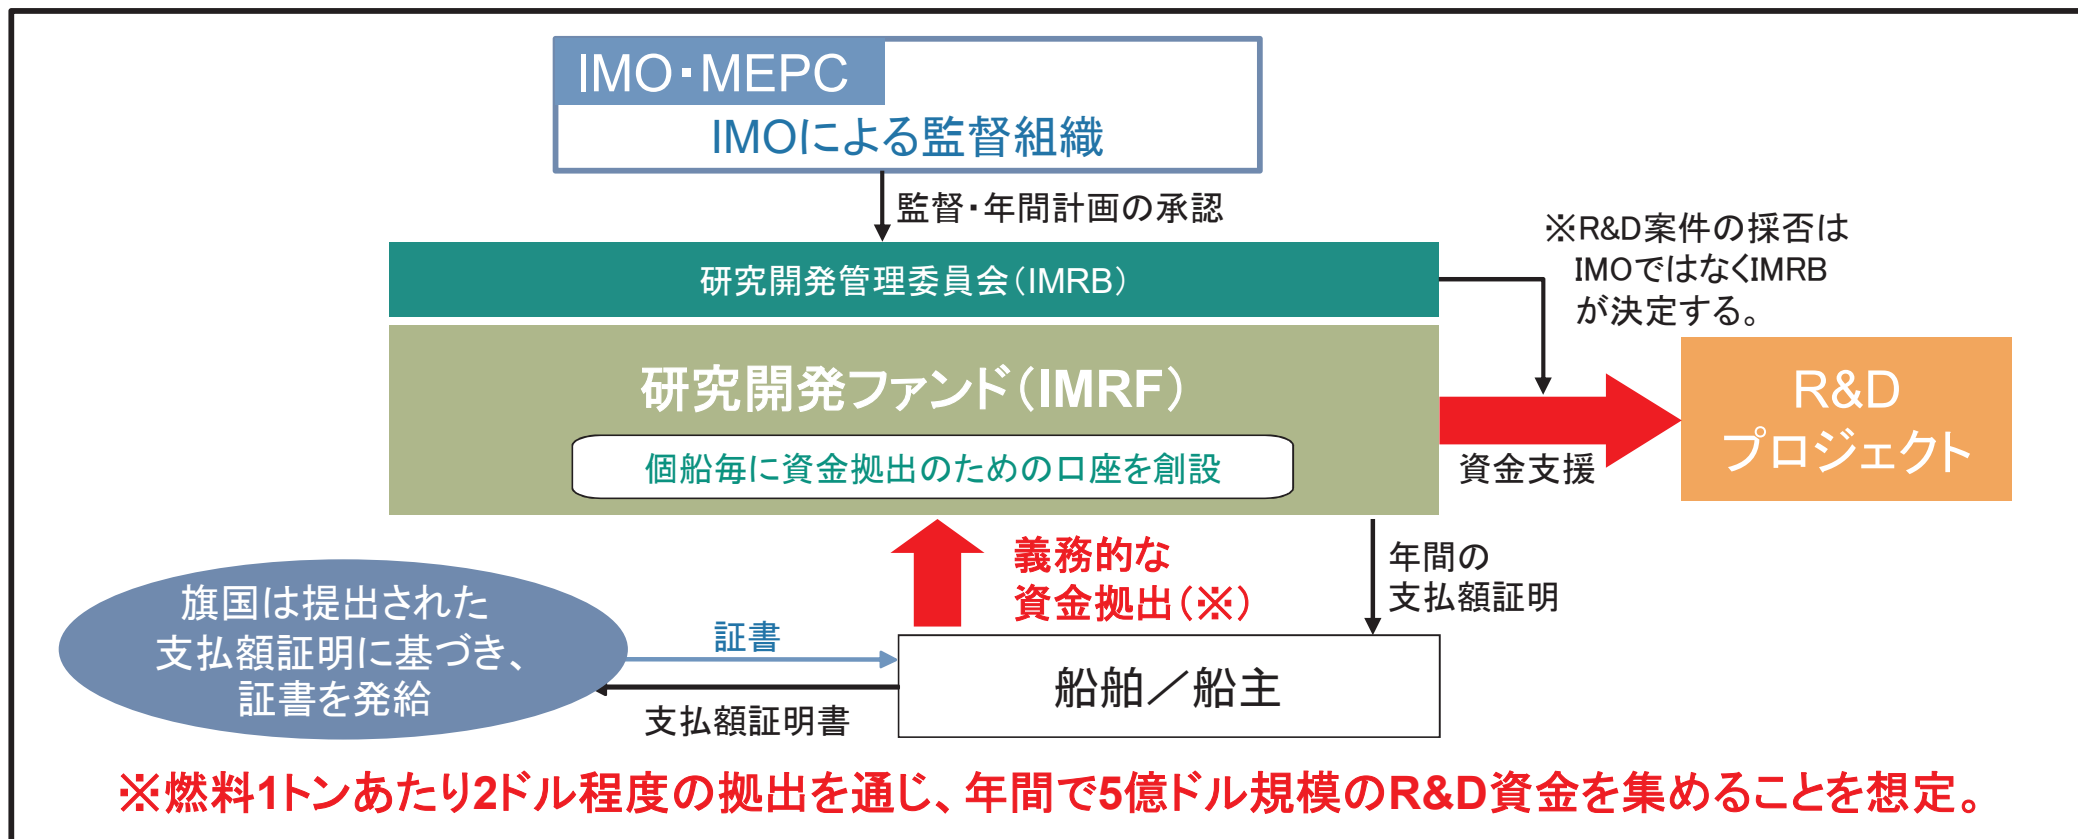 IMO・MEPC
IMOによる監督組織
監督・年間計画の承認
研究開発管理委員会（IMRB）
※R&D案件の採否は
IMOではなくIMRB
が決定する。
研究開発ファンド（IMRF）
個船毎に資金拠出のための口座を創設
資金支援
R&D
プロジェクト
義務的な
資金拠出（※）
年間の
支払額証明
旗国は提出された
支払額証明に基づき、
証書を発給
証書
支払額証明書
船舶／船主
※燃料1トンあたり2ドル程度の拠出を通じ、年間で5億ドル規模のR&D資金を集めることを想定。